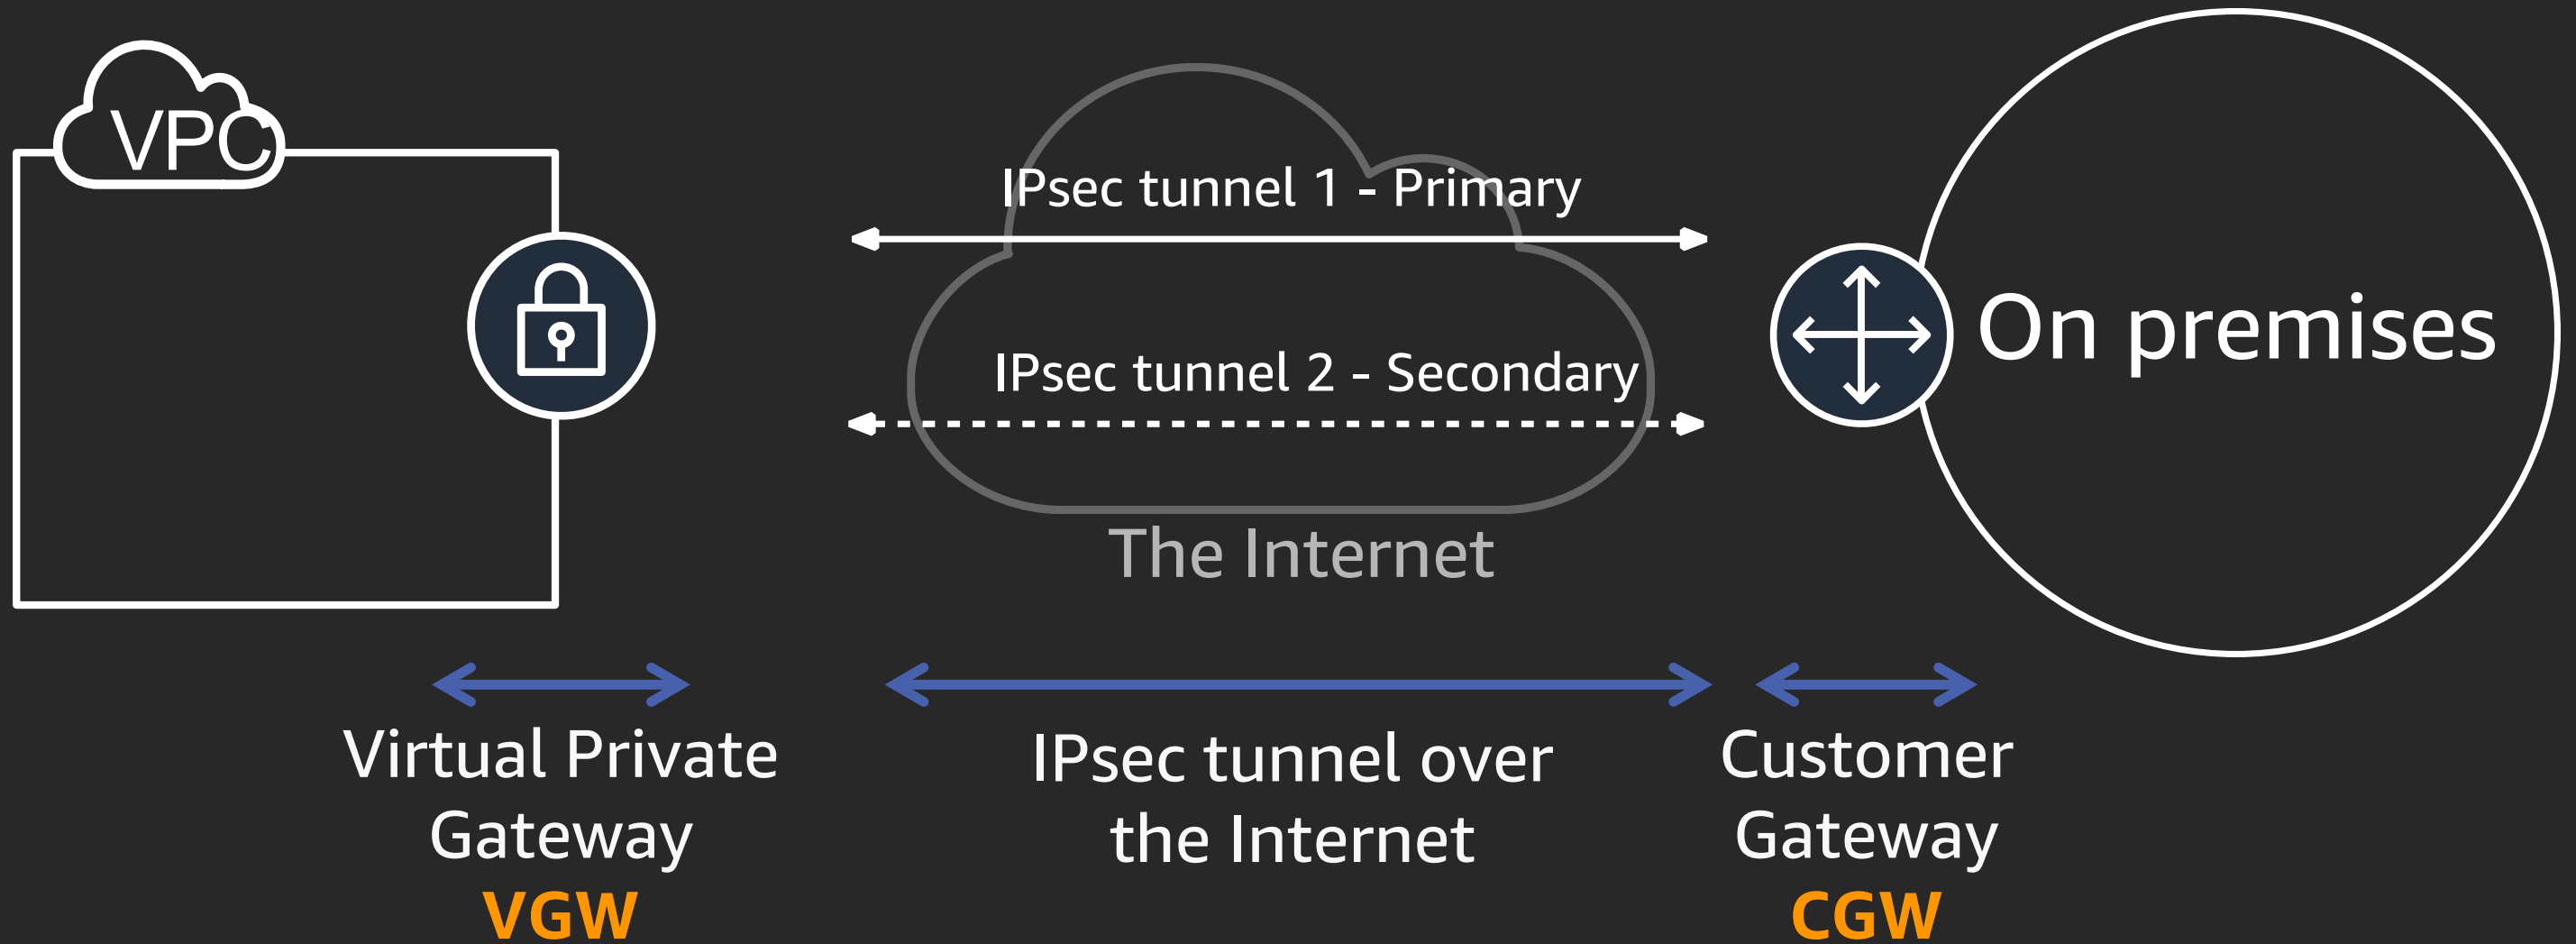 VPC
IPsec tunnel 1 - Primary
IPsec tunnel 2 - Secondary
On premises
The Internet
Virtual Private
Gateway
VGW
IPsec tunnel over
the Internet
Customer
Gateway
CGW